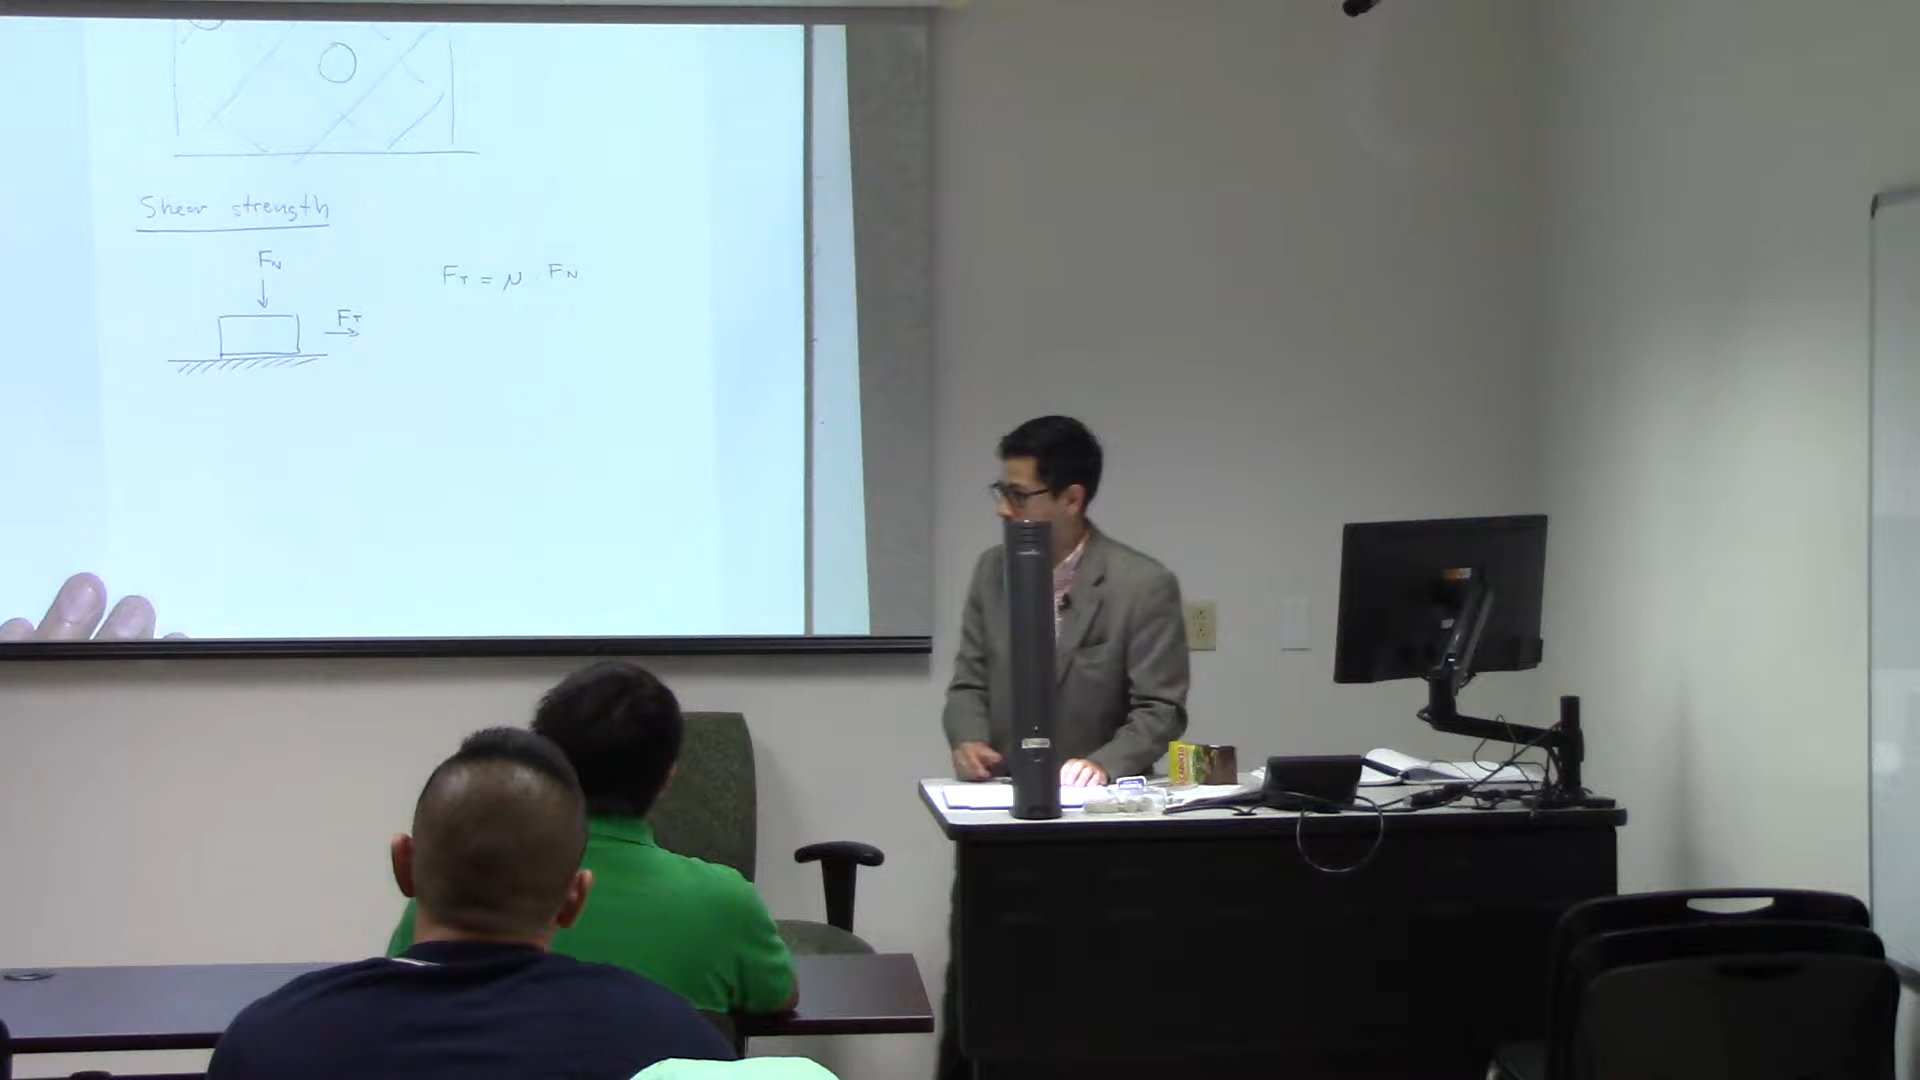 Shear strength
FN
FT = μ · FN
FT